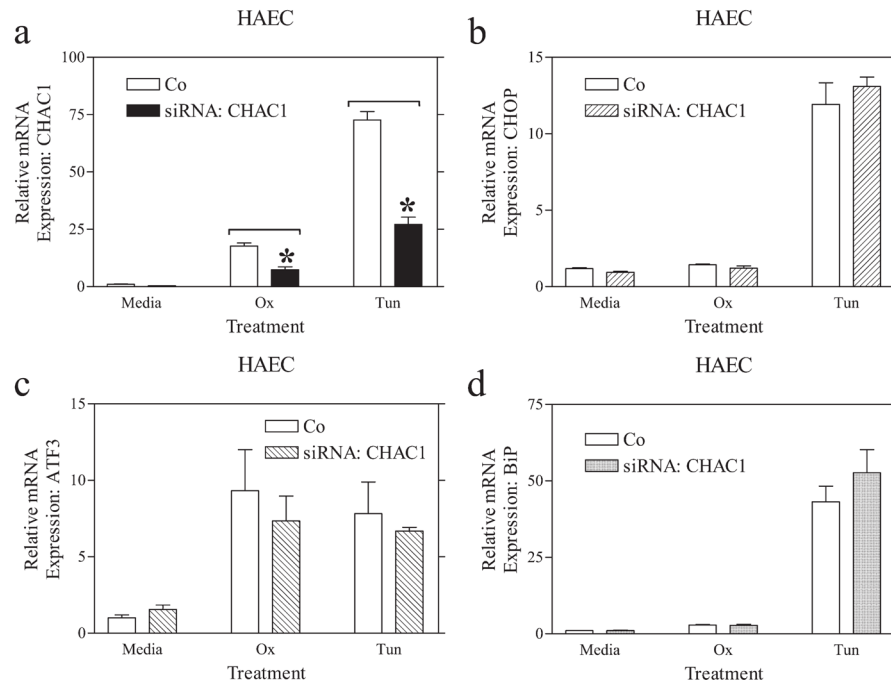 a
HAEC
Relative mRNA
Expression: CHAC1
100
75
50
25
0
Co
siRNA: CHAC1
*
*
Media
Ox
Tun
Treatment
b
HAEC
Relative mRNA
Expression: CHOP
15
10
5
0
Co
siRNA: CHAC1
Media
Ox
Tun
Treatment
c
HAEC
Relative mRNA
Expression: ATF3
15
10
5
0
Co
siRNA: CHAC1
Media
Ox
Tun
Treatment
d
HAEC
Relative mRNA
Expression: BiP
75
50
25
0
Co
siRNA: CHAC1
Media
Ox
Tun
Treatment